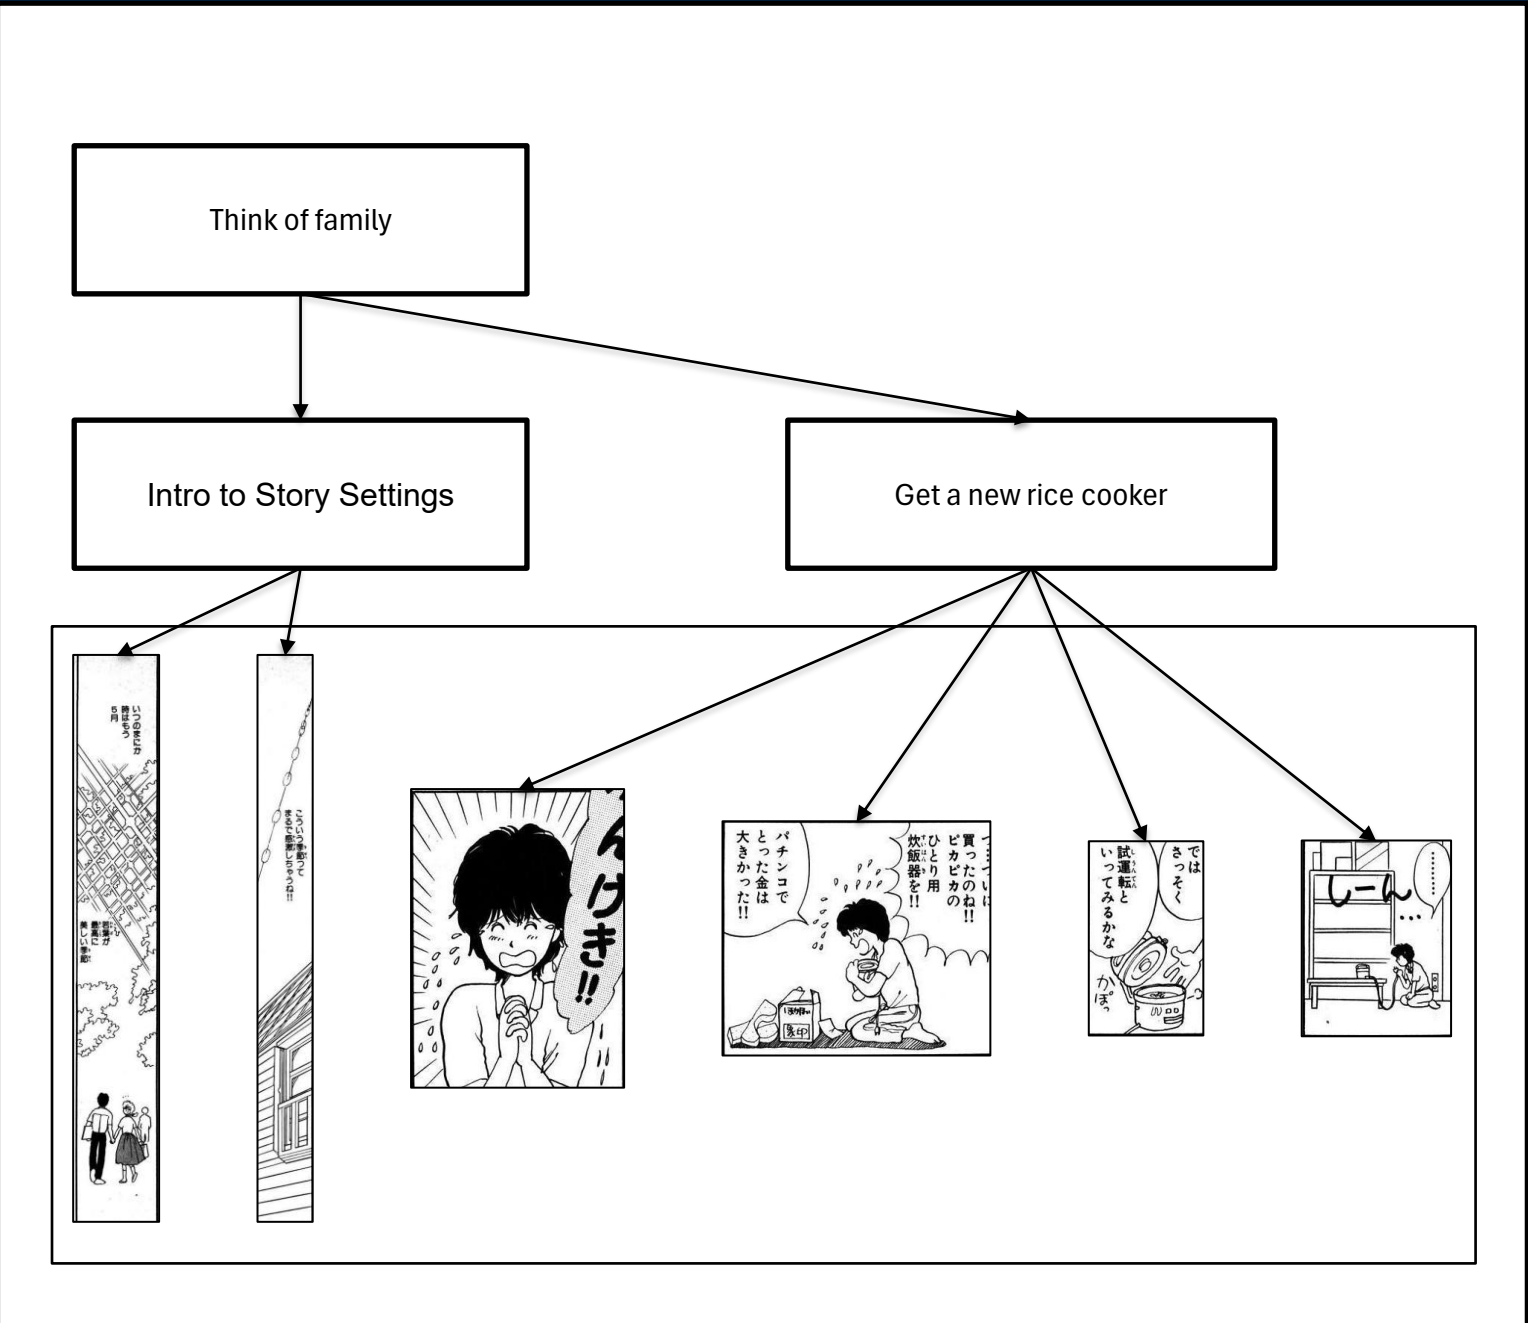 Think of family
Intro to Story Settings
Get a new rice cooker
いつのまにか
時はもう
5月
若葉が
最高に
美しい季節
こういう季節って
まるで感激しちゃうね!!
んげき!!
買ったのね!!
ピカピカの
ひとり用
炊飯器を!!
パチンコで
とった金は
大きかった!!
では
さっそく
試運転と
いってみるかな
かぽっ
………
しーん
…